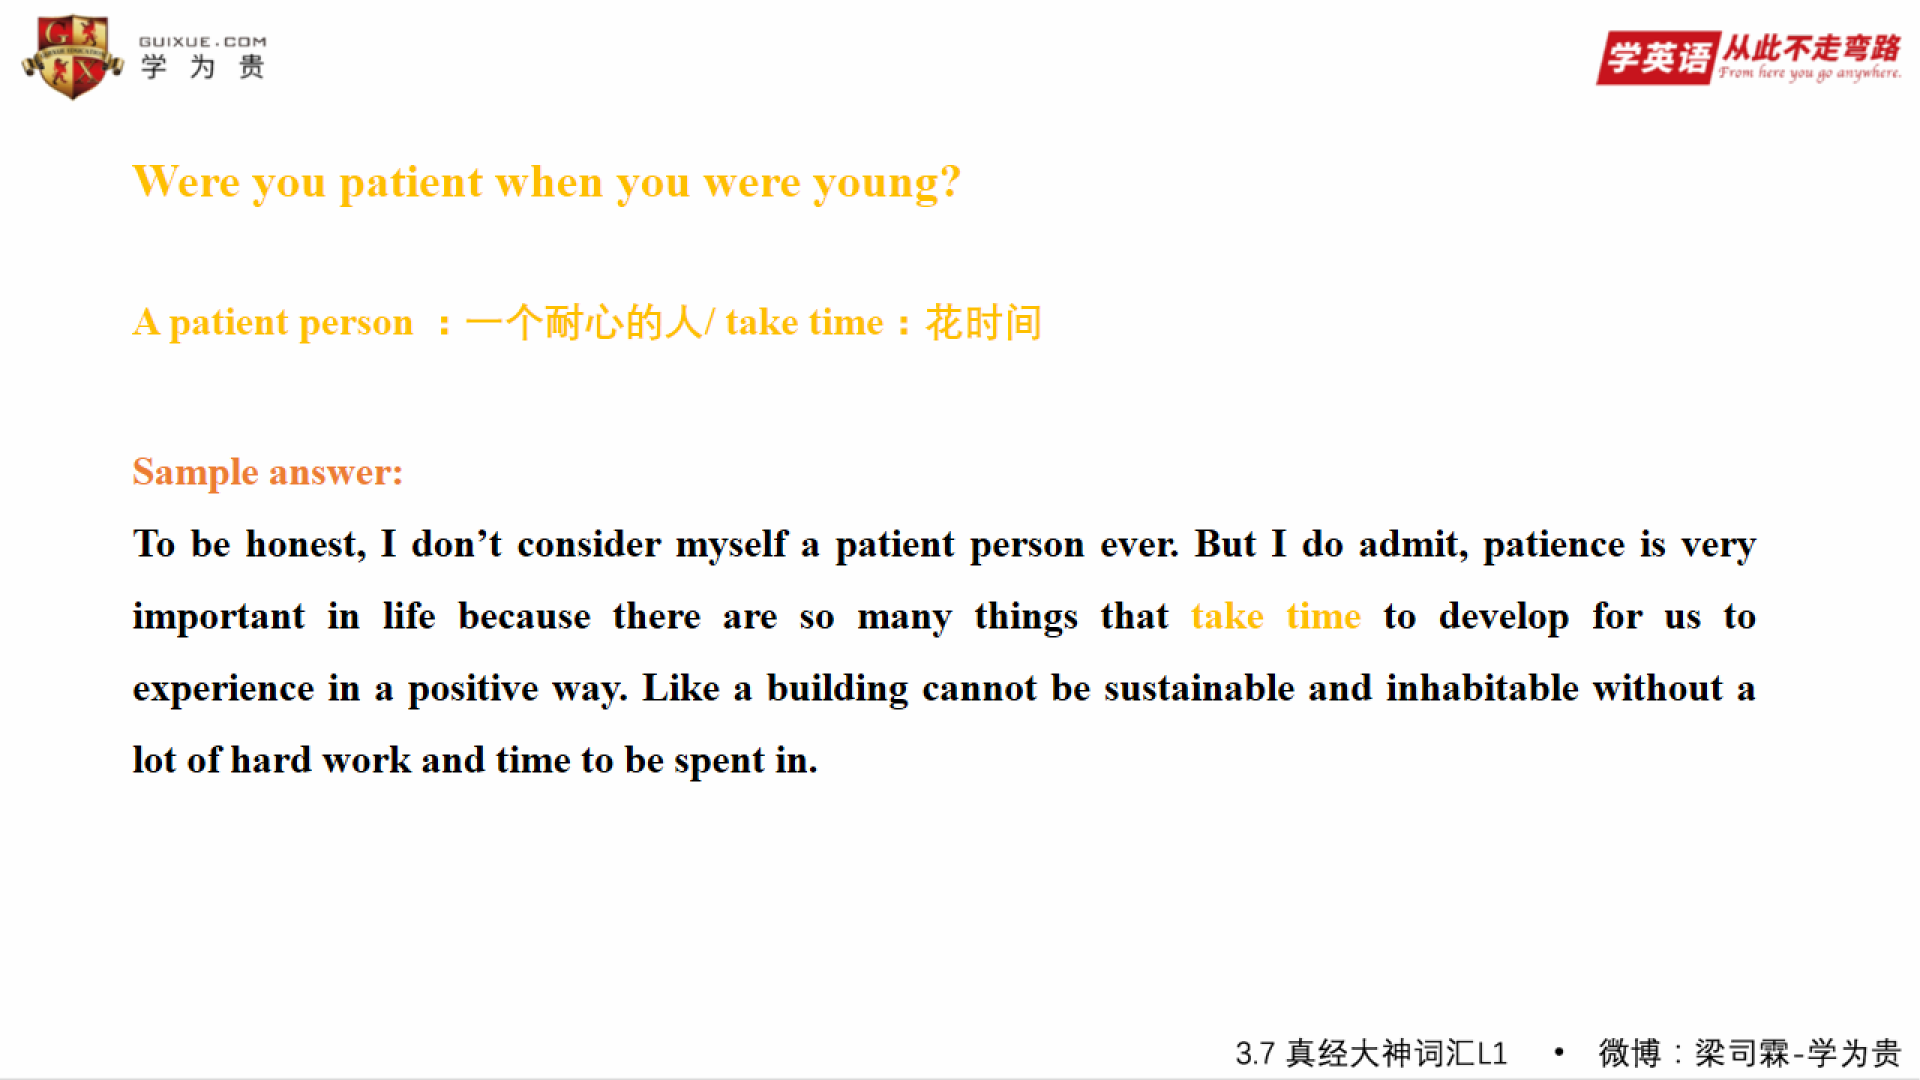 GUIXUE.COM
学为贵
学英语 从此不走弯路
From here you go anywhere.
Were you patient when you were young?
A patient person ：一个耐心的人/ take time：花时间
Sample answer:
To be honest, I don’t consider myself a patient person ever. But I do admit, patience is very
important in life because there are so many things that take time to develop for us to
experience in a positive way. Like a building cannot be sustainable and inhabitable without a
lot of hard work and time to be spent in.
3.7 真经大神词汇L1 • 微博：梁司霖-学为贵